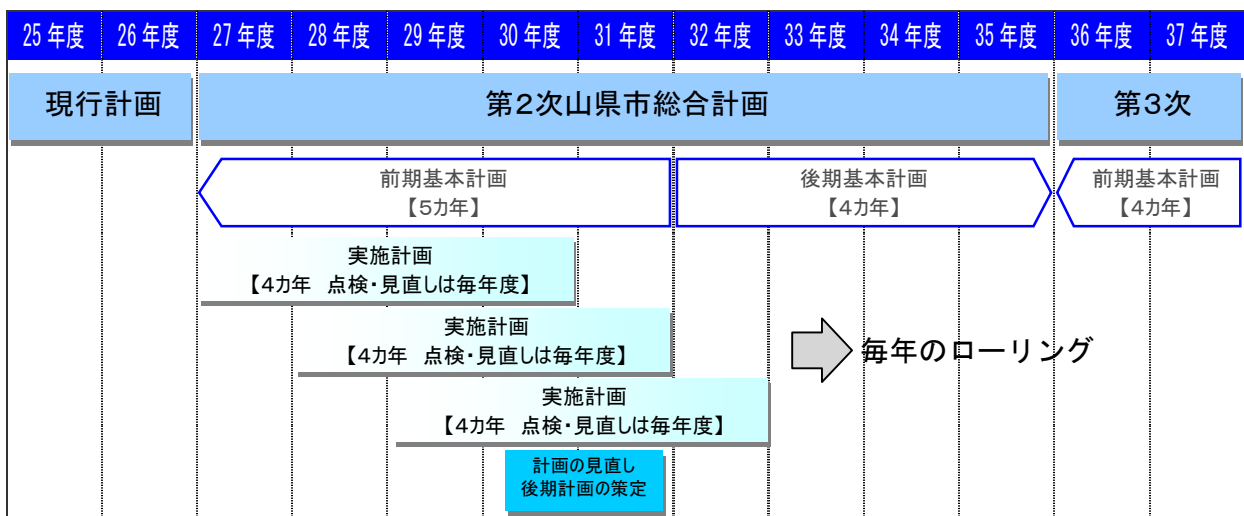 25年度 26年度 27年度 28年度 29年度 30年度 31年度 32年度 33年度 34年度 35年度 36年度 37年度
現行計画 第2次山県市総合計画 第3次
前期基本計画
【5カ年】
後期基本計画
【4カ年】
前期基本計画
【4カ年】
実施計画
【4カ年 点検・見直しは毎年度】
実施計画
【4カ年 点検・見直しは毎年度】
毎年のローリング
実施計画
【4カ年 点検・見直しは毎年度】
計画の見直し
後期計画の策定